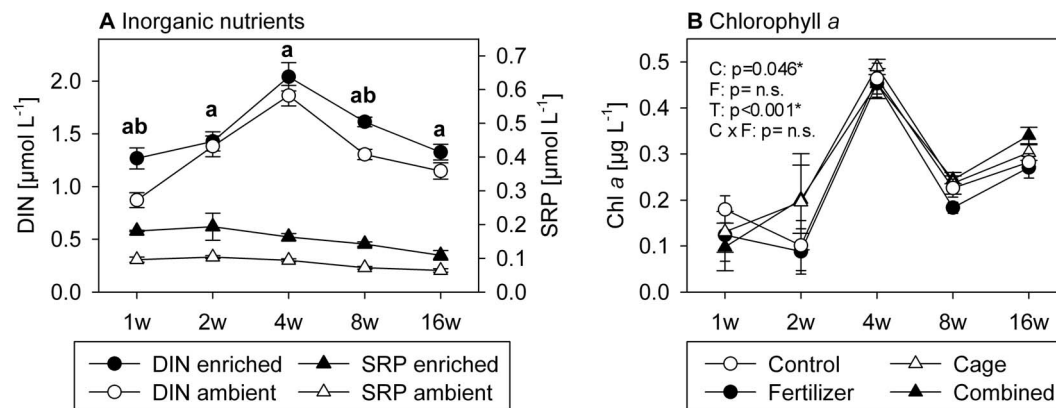 A Inorganic nutrients
DIN [µmol L⁻¹]
2.0
1.5
1.0
0.5
0.0
ab
a
a
ab
a
0.7
0.6
0.5
0.4
0.3
0.2
0.1
0.0
SRP [µmol L⁻¹]
1w 2w 4w 8w 16w
DIN enriched SRP enriched
DIN ambient SRP ambient
B Chlorophyll a
Chl a [µg L⁻¹]
0.5
0.4
0.3
0.2
0.1
0.0
C: p=0.046*
F: p= n.s.
T: p<0.001*
C x F: p= n.s.
1w 2w 4w 8w 16w
Control Cage
Fertilizer Combined